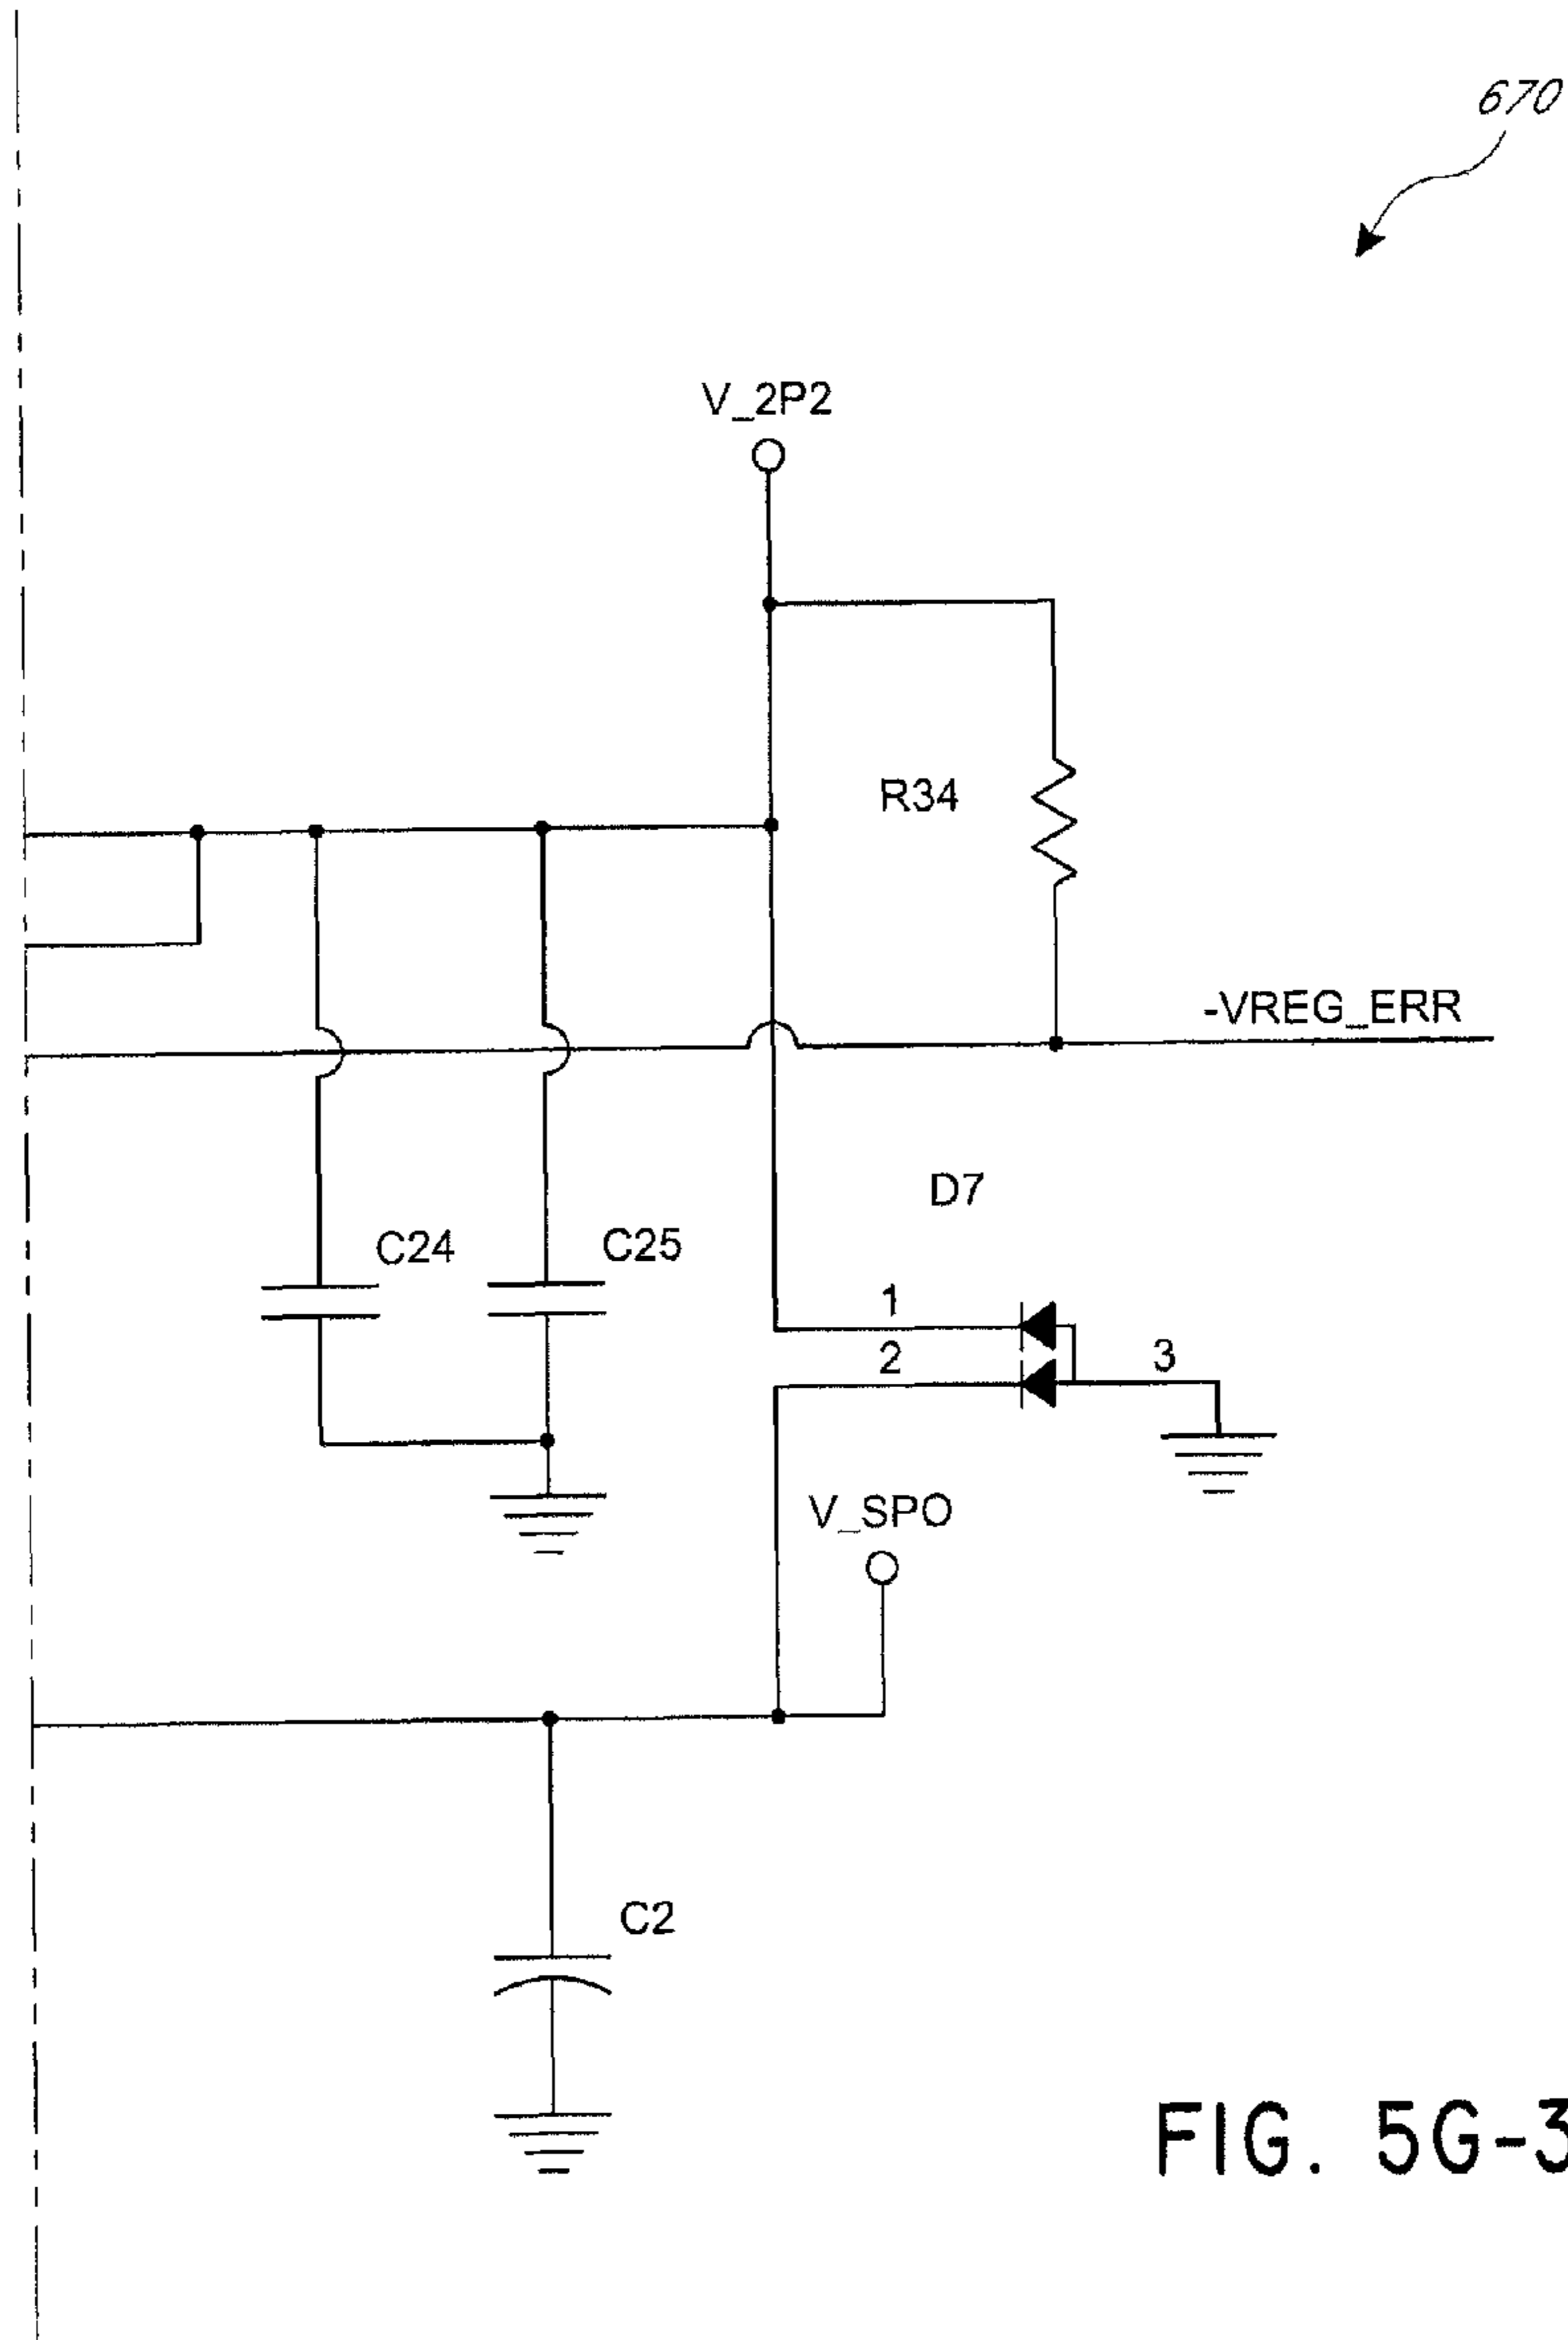 670
V_2P2
R34
-VREG_ERR
D7
C24
C25
1
2
3
V_SPO
C2
FIG. 5G-3